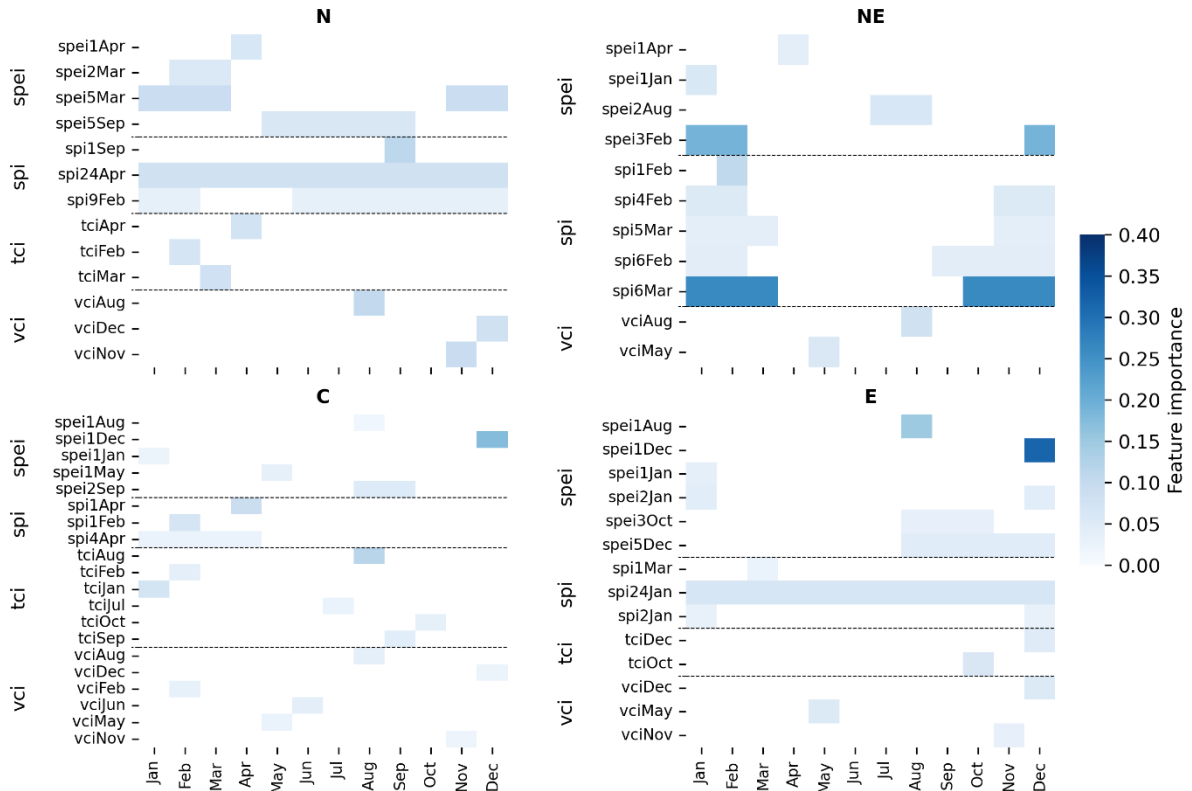 N
spei
spei1Apr
spei2Mar
spei5Mar
spei5Sep
spi
spi1Sep
spi24Apr
spi9Feb
tci
tciApr
tciFeb
tciMar
vci
vciAug
vciDec
vciNov
NE
spei
spei1Apr
spei1Jan
spei2Aug
spei3Feb
spi
spi1Feb
spi4Feb
spi5Mar
spi6Feb
spi6Mar
vci
vciAug
vciMay
C
spei
spei1Aug
spei1Dec
spei1Jan
spei1May
spei2Sep
spi
spi1Apr
spi1Feb
spi4Apr
tci
tciAug
tciFeb
tciJan
tciJul
tciOct
tciSep
vci
vciAug
vciDec
vciFeb
vciJun
vciMay
vciNov
Jan Feb Mar Apr May Jun Jul Aug Sep Oct Nov Dec
E
spei
spei1Aug
spei1Dec
spei1Jan
spei2Jan
spei3Oct
spei5Dec
spi
spi1Mar
spi24Jan
spi2Jan
tci
tciDec
tciOct
vci
vciDec
vciMay
vciNov
Jan Feb Mar Apr May Jun Jul Aug Sep Oct Nov Dec
0.40
0.35
0.30
0.25
0.20
0.15
0.10
0.05
0.00
Feature importance